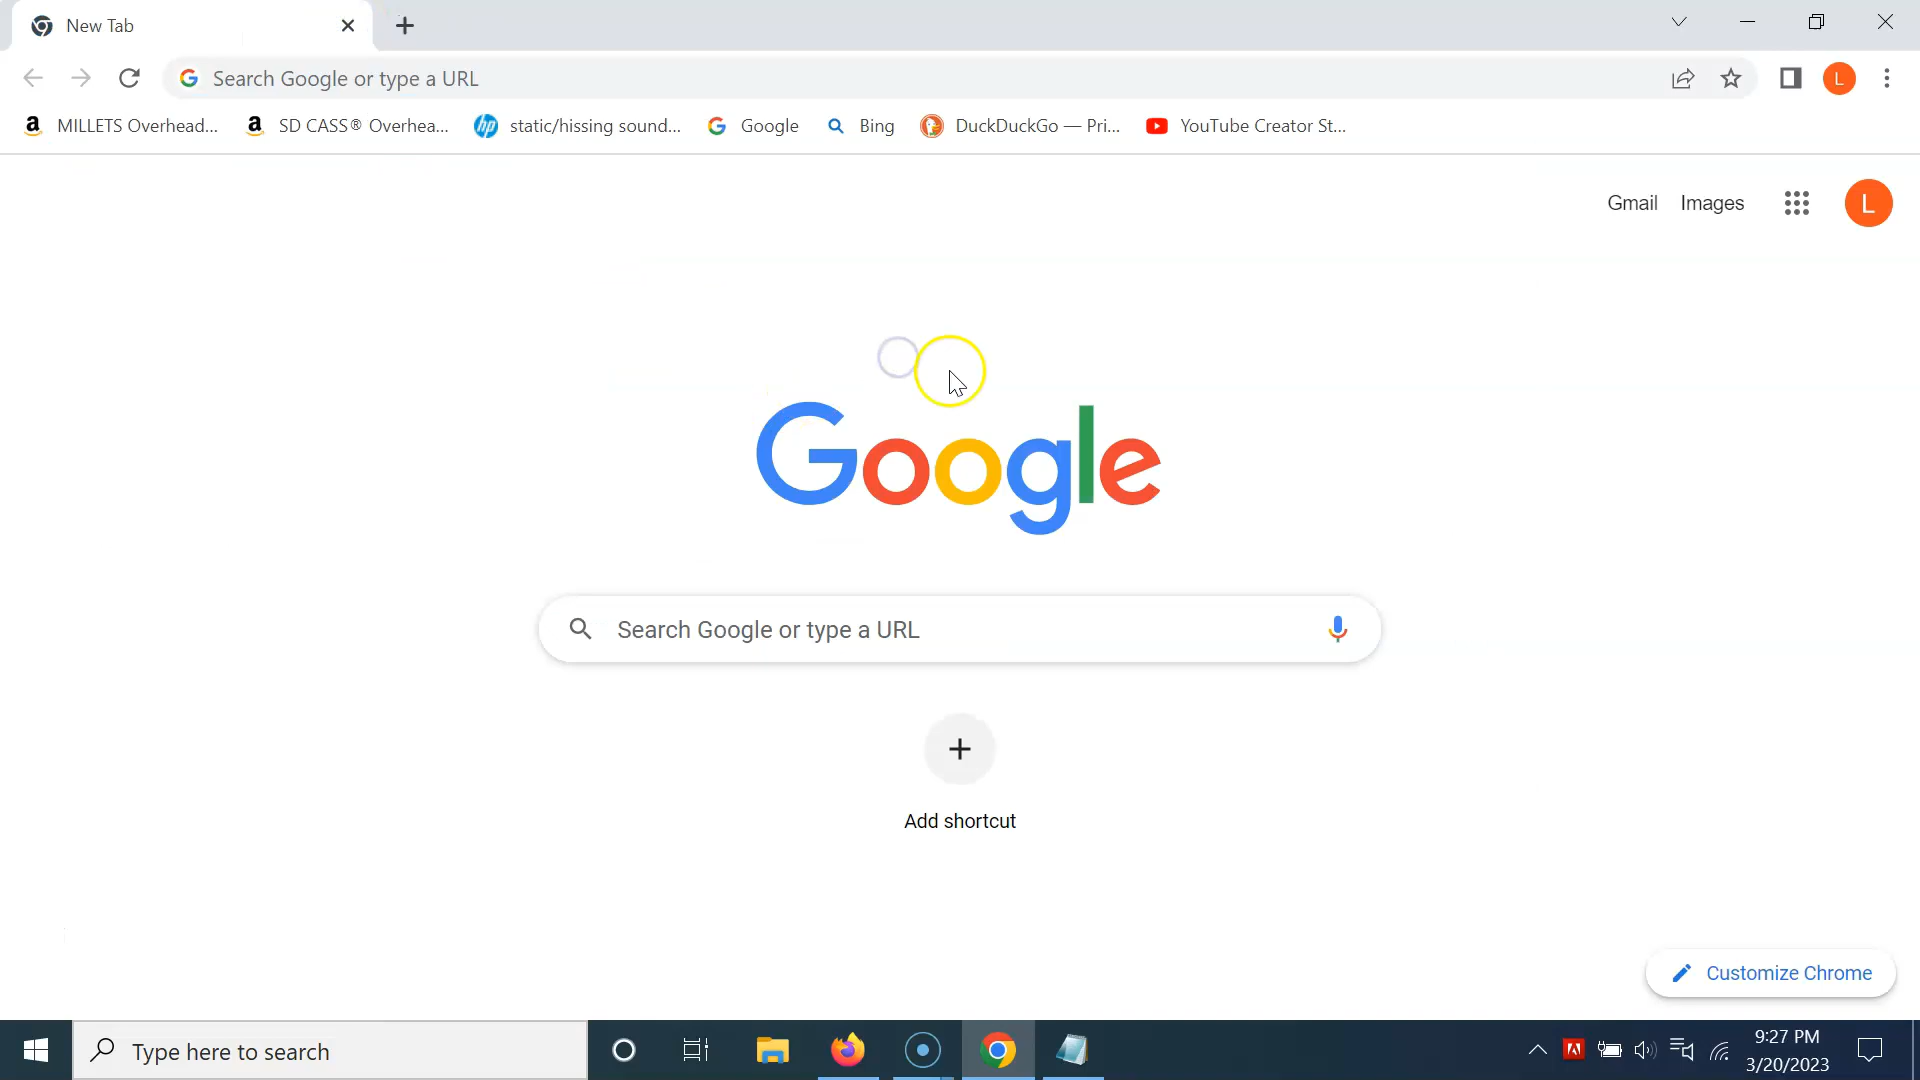 New Tab
Search Google or type a URL
MILLETS Overhead... SD CASS® Overhea... static/hissing sound... Google Bing DuckDuckGo — Pri... YouTube Creator St...
Gmail Images L
Google
Search Google or type a URL
Add shortcut
Customize Chrome
Type here to search
9:27 PM
3/20/2023